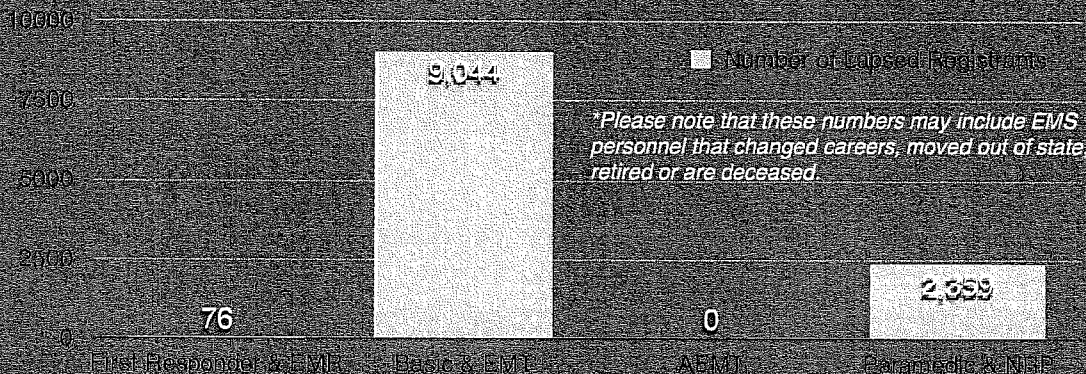 10000
Number of Lapsed Registrants
9,044
7500
*Please note that these numbers may include EMS
personnel that changed careers, moved out of state,
retired or are deceased.
5000
2500
2,359
76
0
0
First Responder & EMR
Basic & EMT
AEMT
Paramedic & NRP